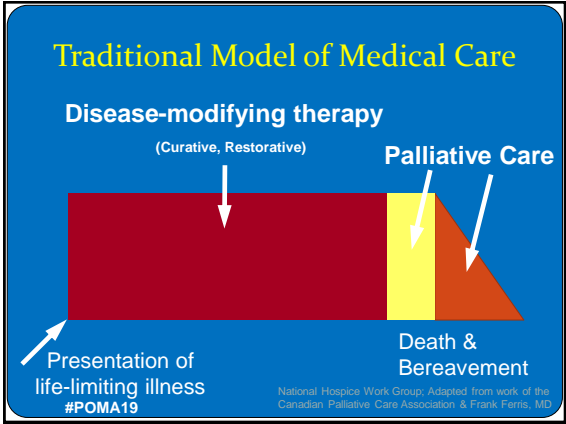 Traditional Model of Medical Care
Disease-modifying therapy
(Curative, Restorative)
Palliative Care
Presentation of
life-limiting illness
#POMA19
Death &
Bereavement
National Hospice Work Group; Adapted from work of the
Canadian Palliative Care Association & Frank Ferris, MD